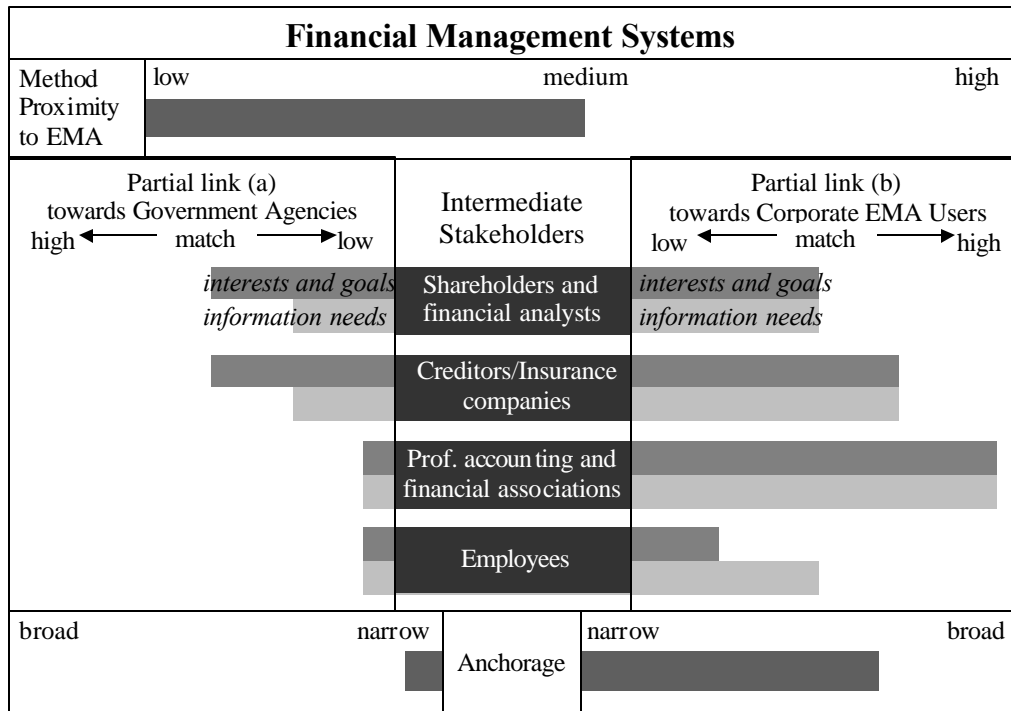 Financial Management Systems
Method
Proximity
to EMA
low medium high
Partial link (a)
towards Government Agencies
high match low
Intermediate
Stakeholders
Partial link (b)
towards Corporate EMA Users
low match high
interests and goals
information needs
Shareholders and
financial analysts
interests and goals
information needs
Creditors/Insurance
companies
Prof. accounting and
financial associations
Employees
broad narrow
Anchorage
narrow broad